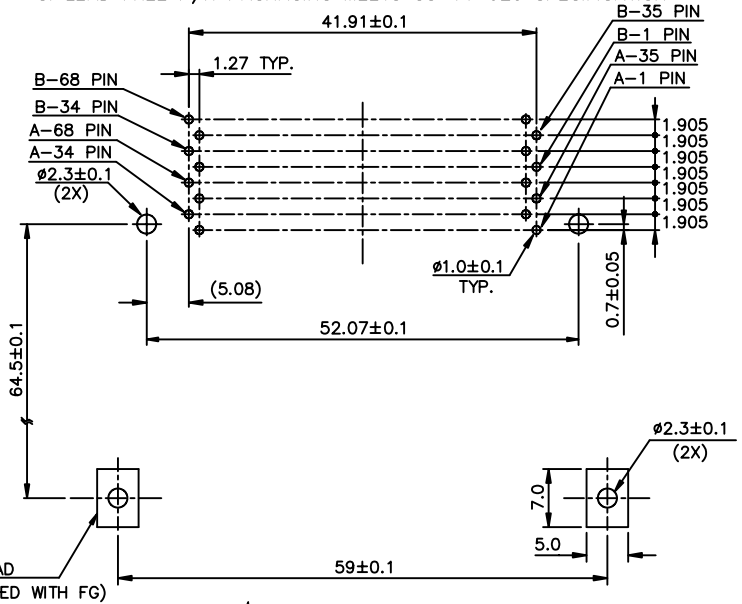 41.91±0.1
B-35 PIN
B-1 PIN
A-35 PIN
A-1 PIN
1.27 TYP.
B-68 PIN
B-34 PIN
A-68 PIN
A-34 PIN
ø2.3±0.1
(2X)
1.905
1.905
1.905
1.905
1.905
1.905
1.905
ø1.0±0.1
TYP.
0.7±0.05
(5.08)
52.07±0.1
64.5±0.1
ø2.3±0.1
(2X)
7.0
5.0
59±0.1
AD
ED WITH FG)